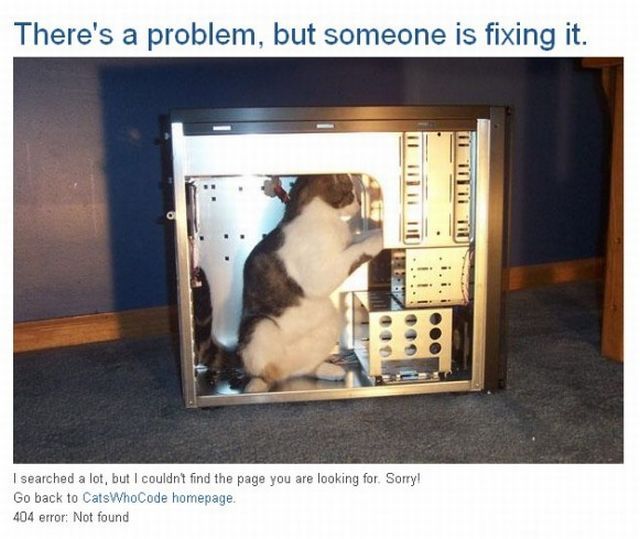 There's a problem, but someone is fixing it.
I searched a lot, but I couldn't find the page you are looking for. Sorry!
Go back to CatsWhoCode homepage.
404 error: Not found